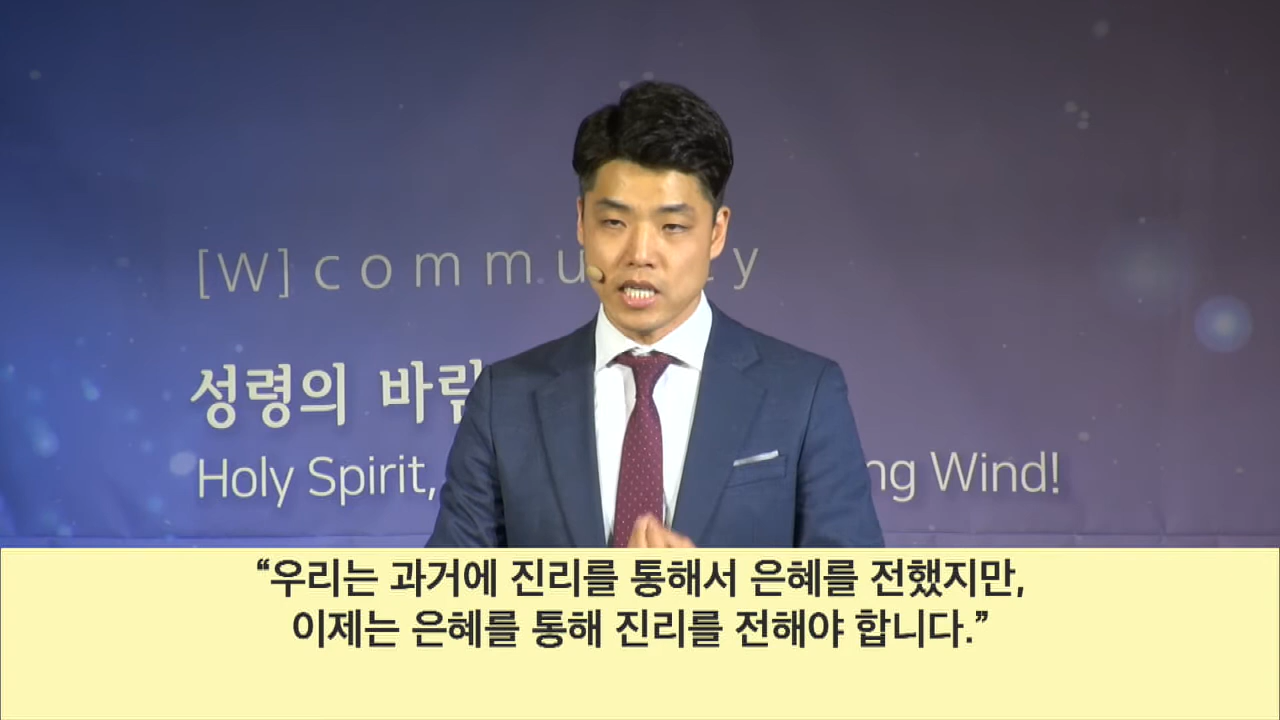 [W] comm
성령의 바람
Holy Spirit, Wind!
“우리는 과거에 진리를 통해서 은혜를 전했지만,
이제는 은혜를 통해 진리를 전해야 합니다.”